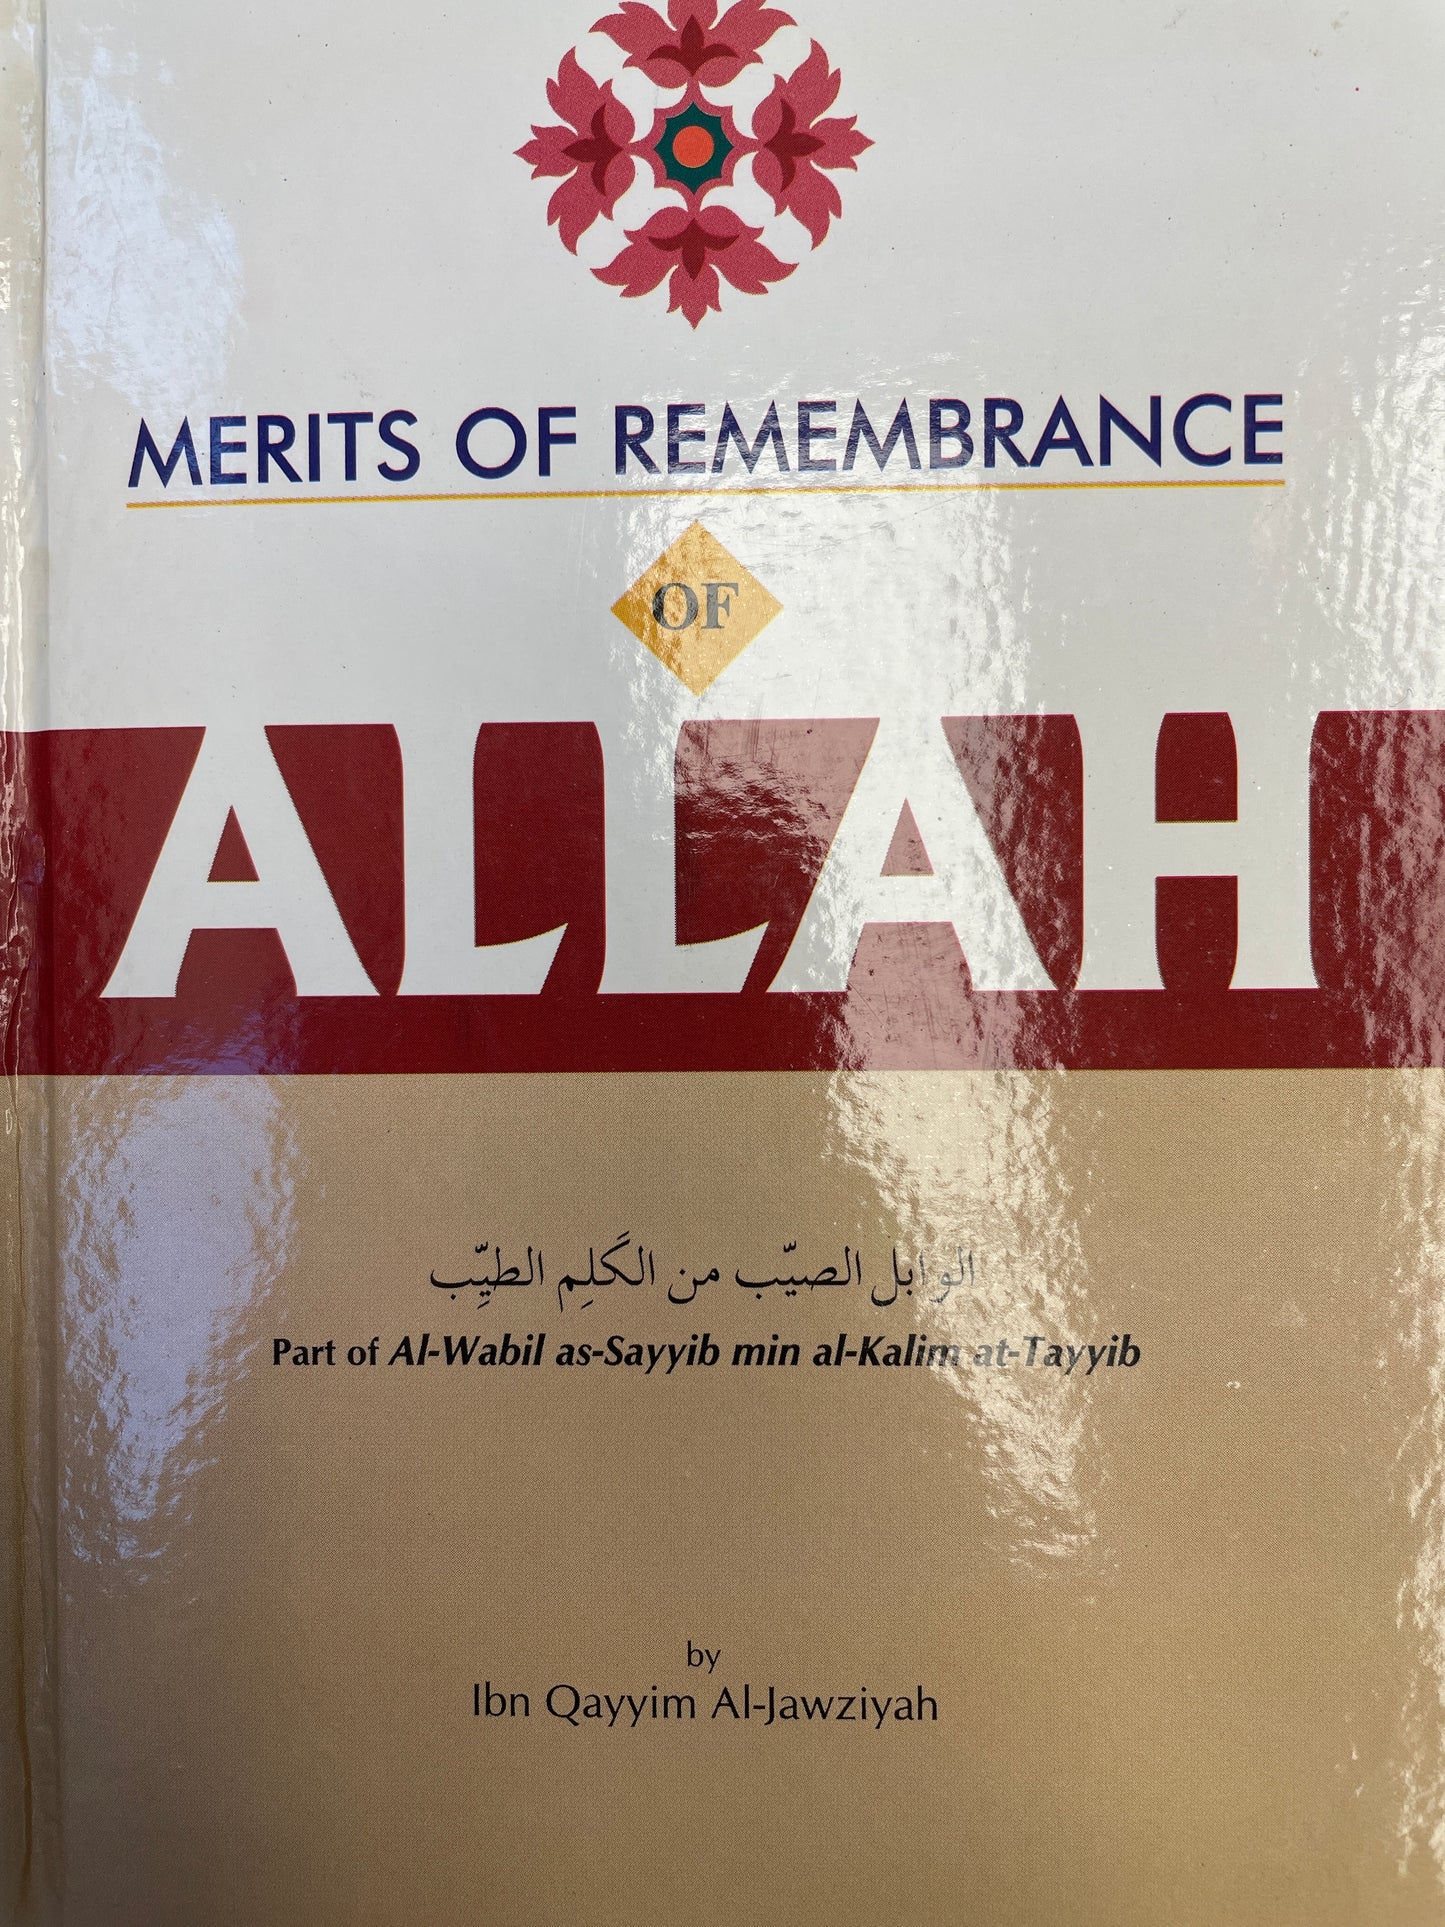 MERITS OF REMEMBRANCE
OF
ALLAH
الوابل الصيّب من الكَلِم الطيِّب
Part of Al-Wabil as-Sayyib min al-Kalim at-Tayyib
by
Ibn Qayyim Al-Jawziyah